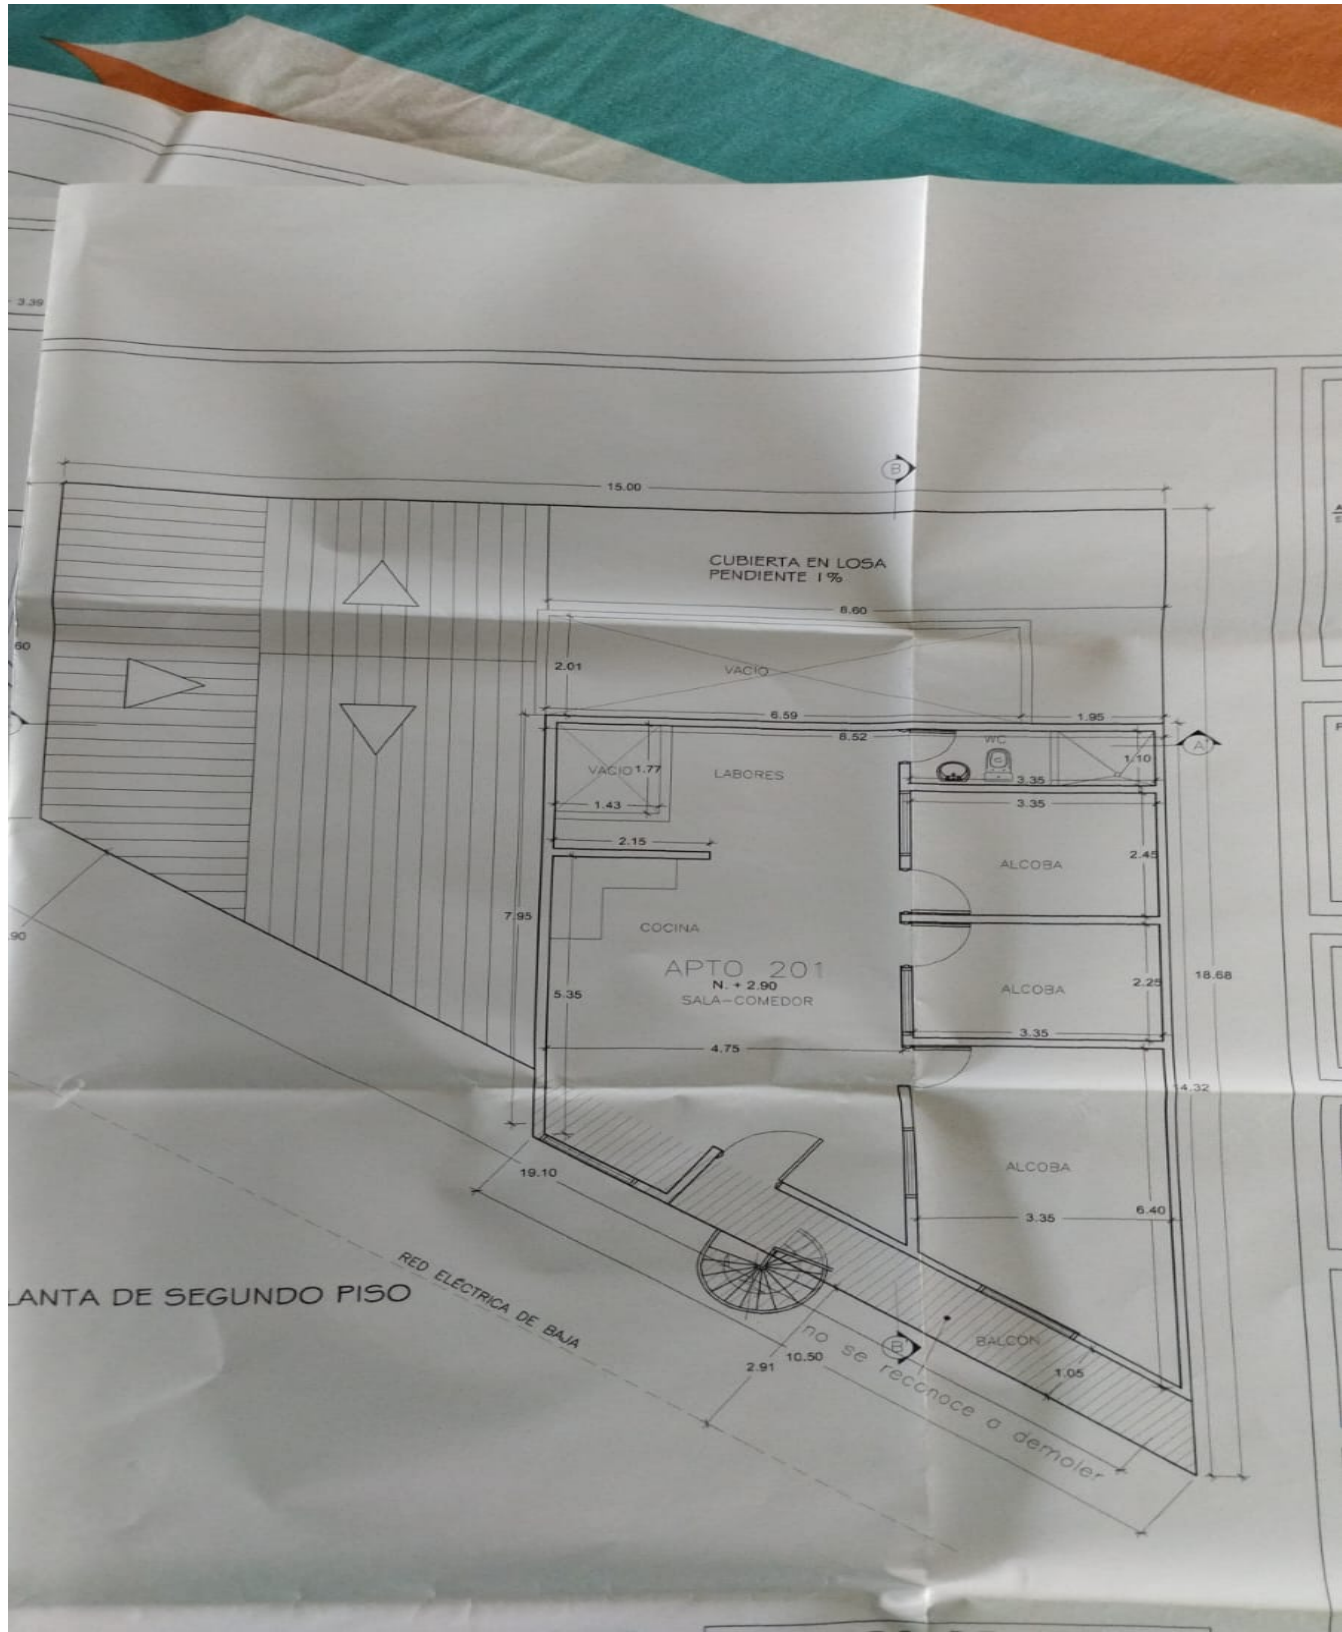 3.39
15.00
B
CUBIERTA EN LOSA
PENDIENTE 1%
8.60
60
2.01
VACIO
6.59
1.95
8.52
WC
A'
VACIO
1.77
LABORES
1.10
3.35
1.43
3.35
2.15
2.45
ALCOBA
7.95
COCINA
90
APTO 201
N. + 2.90
SALA-COMEDOR
5.35
2.25
ALCOBA
18.68
3.35
4.75
4.32
ALCOBA
19.10
6.40
3.35
RED ELÉCTRICA DE BAJA
LANTA DE SEGUNDO PISO
BALCON
B'
no se reconoce a demoler
2.91
10.50
1.05